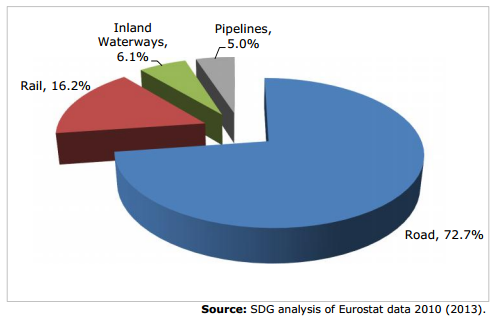 Inland
Waterways,
6.1%
Pipelines,
5.0%
Rail, 16.2%
Road, 72.7%
Source: SDG analysis of Eurostat data 2010 (2013).